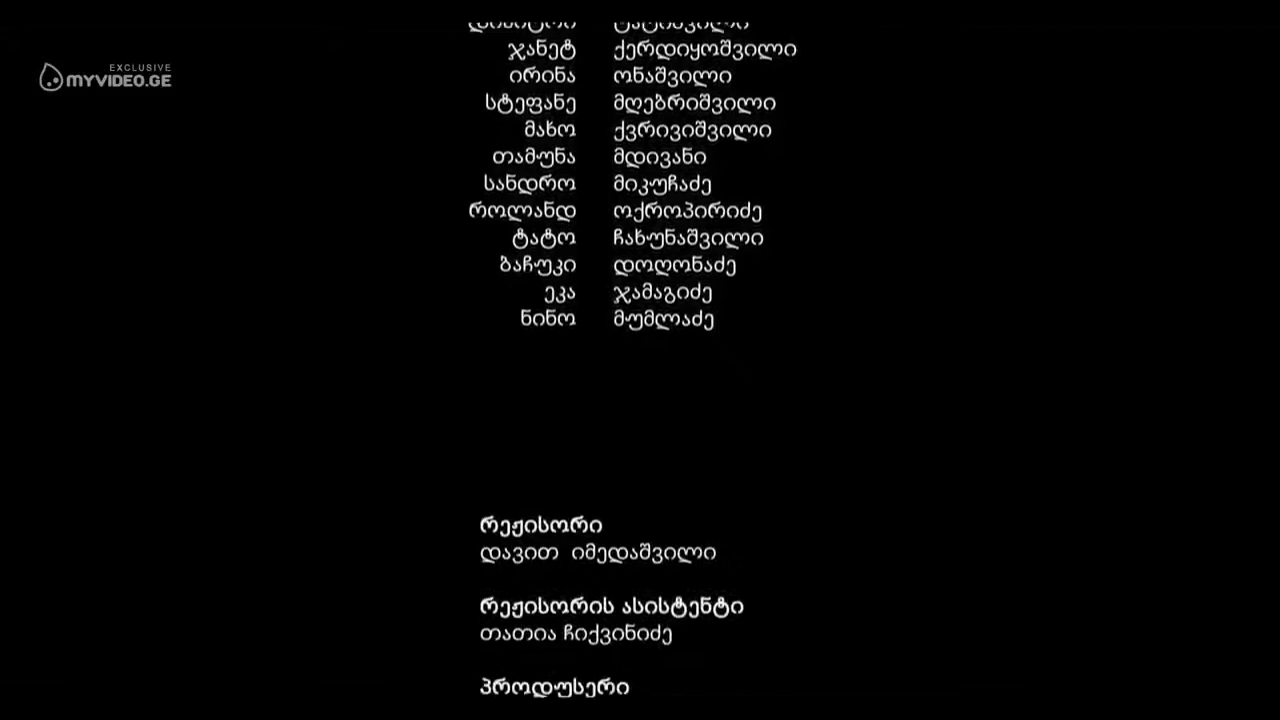 EXCLUSIVE
MYVIDEO.GE
ჯანეტ ქერდიყოშვილი
ირინა ონაშვილი
სტეფანე მღებრიშვილი
მახო ქვრივიშვილი
თამუნა მდივანი
სანდრო მიკუჩაძე
როლანდ ოქროპირიძე
ტატო ჩახუნაშვილი
ბაჩუკი დოღონაძე
ეკა ჯამაგიძე
ნინო მუმლაძე
რეჟისორი
დავით იმედაშვილი
რეჟისორის ასისტენტი
თათია ჩიქვინიძე
პროდუსერი